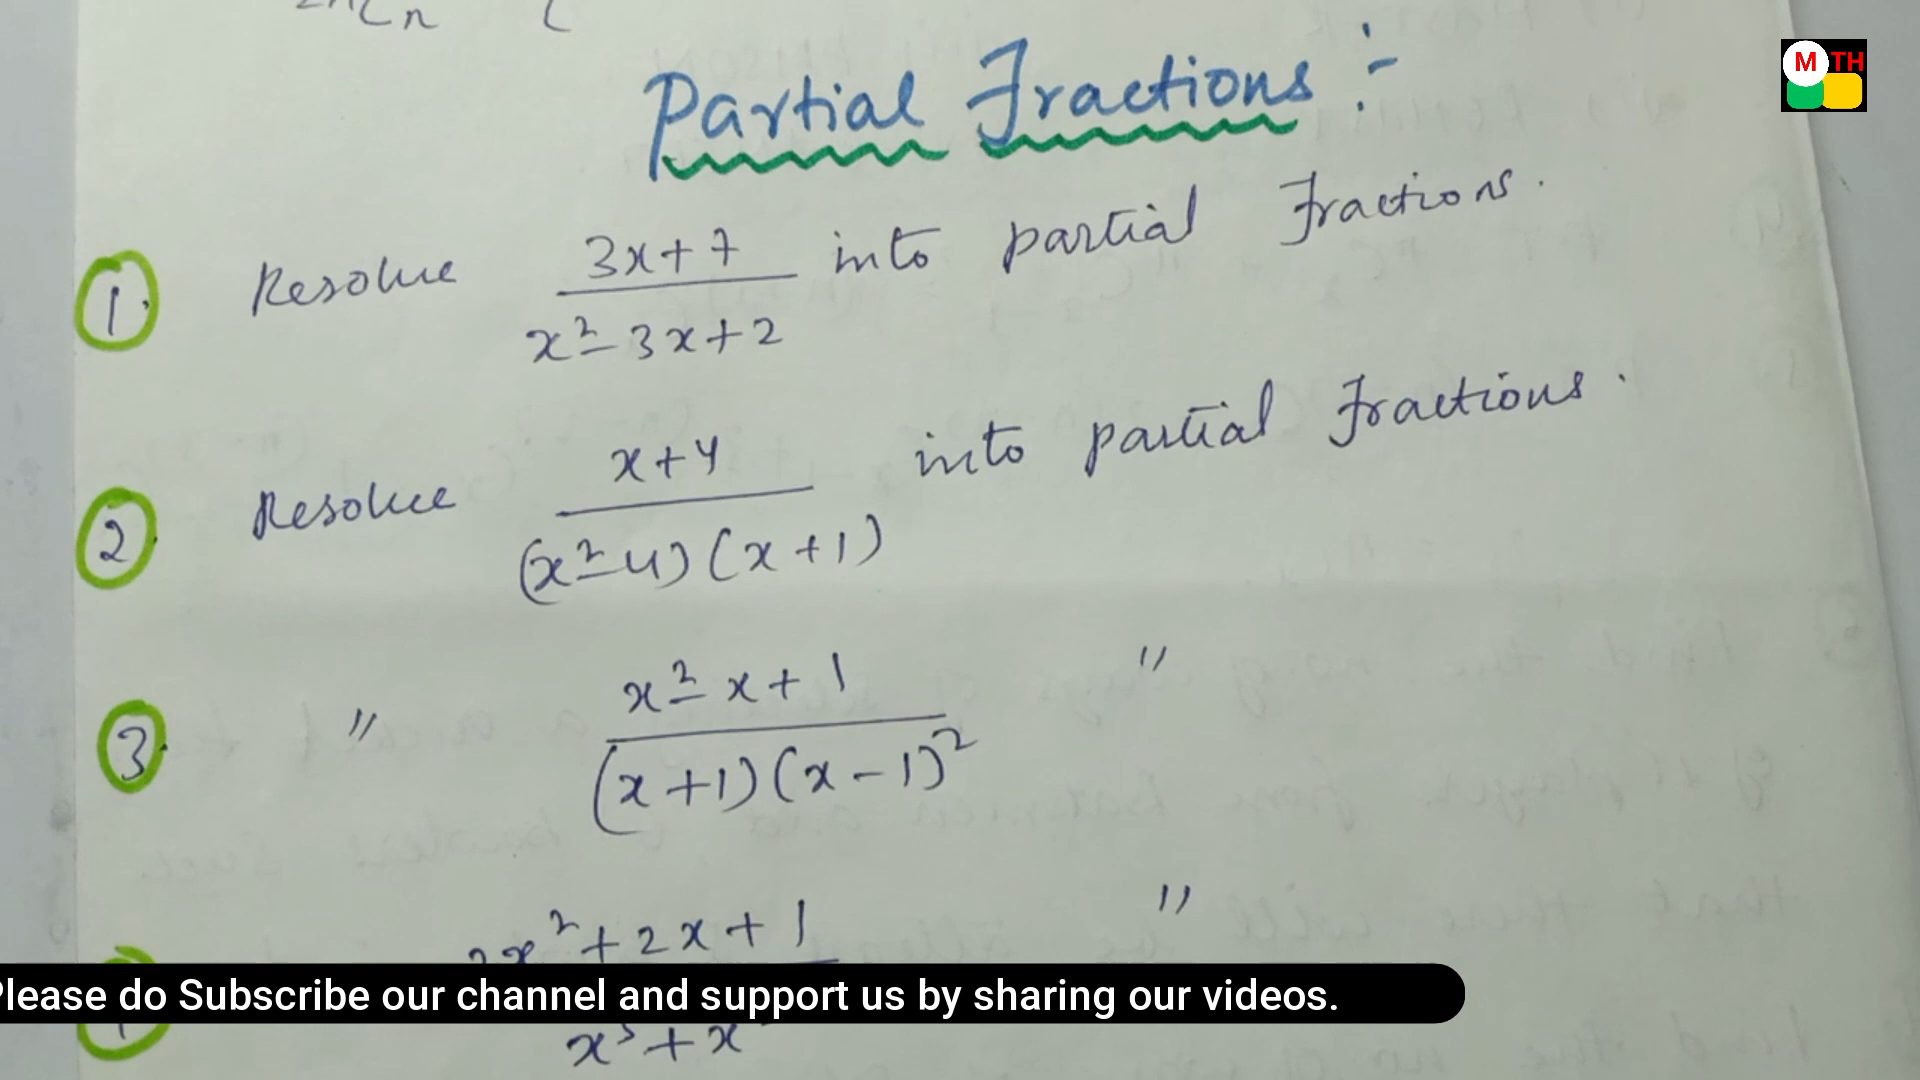 2nCn (
Partial Fractions :-
M TH
1. Resolve 3x+7 into partial Fractions.
x²-3x+2
2. Resolve x+4 into partial Fractions.
(x²-4)(x+1)
3. " x²-x+1 "
(x+1)(x-1)²
x²+2x+1 "
Please do Subscribe our channel and support us by sharing our videos.
x³+x